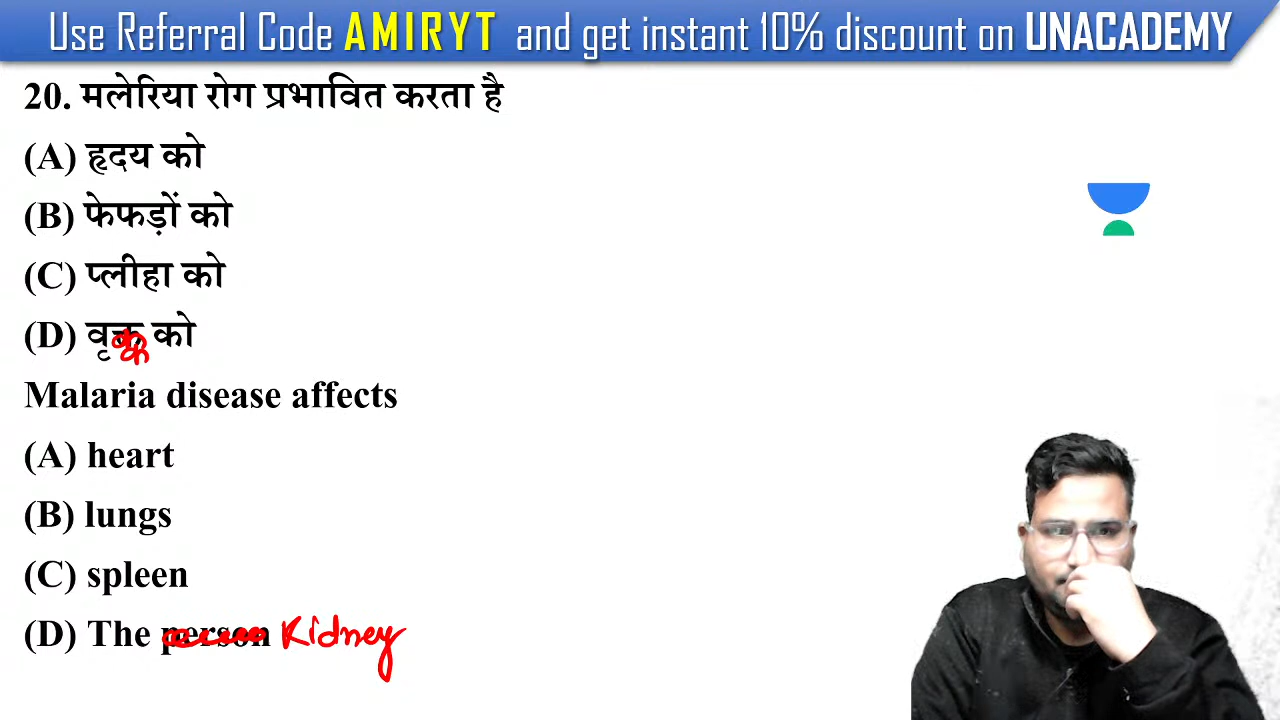 Use Referral Code AMIRYT and get instant 10% discount on UNACADEMY
20. मलेरिया रोग प्रभावित करता है
(A) हृदय को
(B) फेफड़ों को
(C) प्लीहा को
(D) वृक्क को
Malaria disease affects
(A) heart
(B) lungs
(C) spleen
(D) The person Kidney